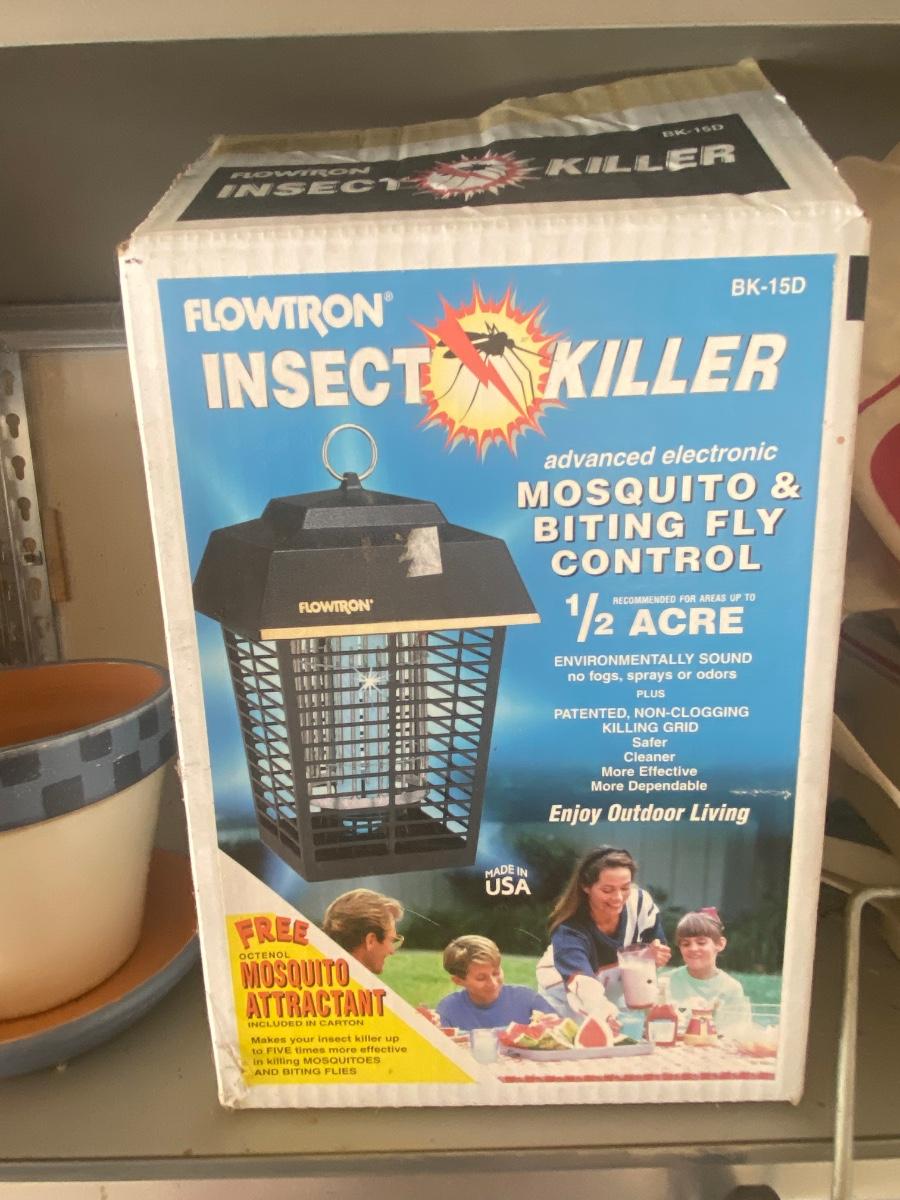 BK-15D
FLOWTRON
INSECT KILLER
BK-15D
FLOWTRON®
INSECT KILLER
advanced electronic
MOSQUITO &
BITING FLY
CONTROL
RECOMMENDED FOR AREAS UP TO
1/2 ACRE
ENVIRONMENTALLY SOUND
no fogs, sprays or odors
PLUS
PATENTED, NON-CLOGGING
KILLING GRID
Safer
Cleaner
More Effective
More Dependable
Enjoy Outdoor Living
FLOWTRON®
MADE IN
USA
FREE
OCTENOL
MOSQUITO
ATTRACTANT
INCLUDED IN CARTON
Makes your insect killer up
to FIVE times more effective
in killing MOSQUITOES
AND BITING FLIES